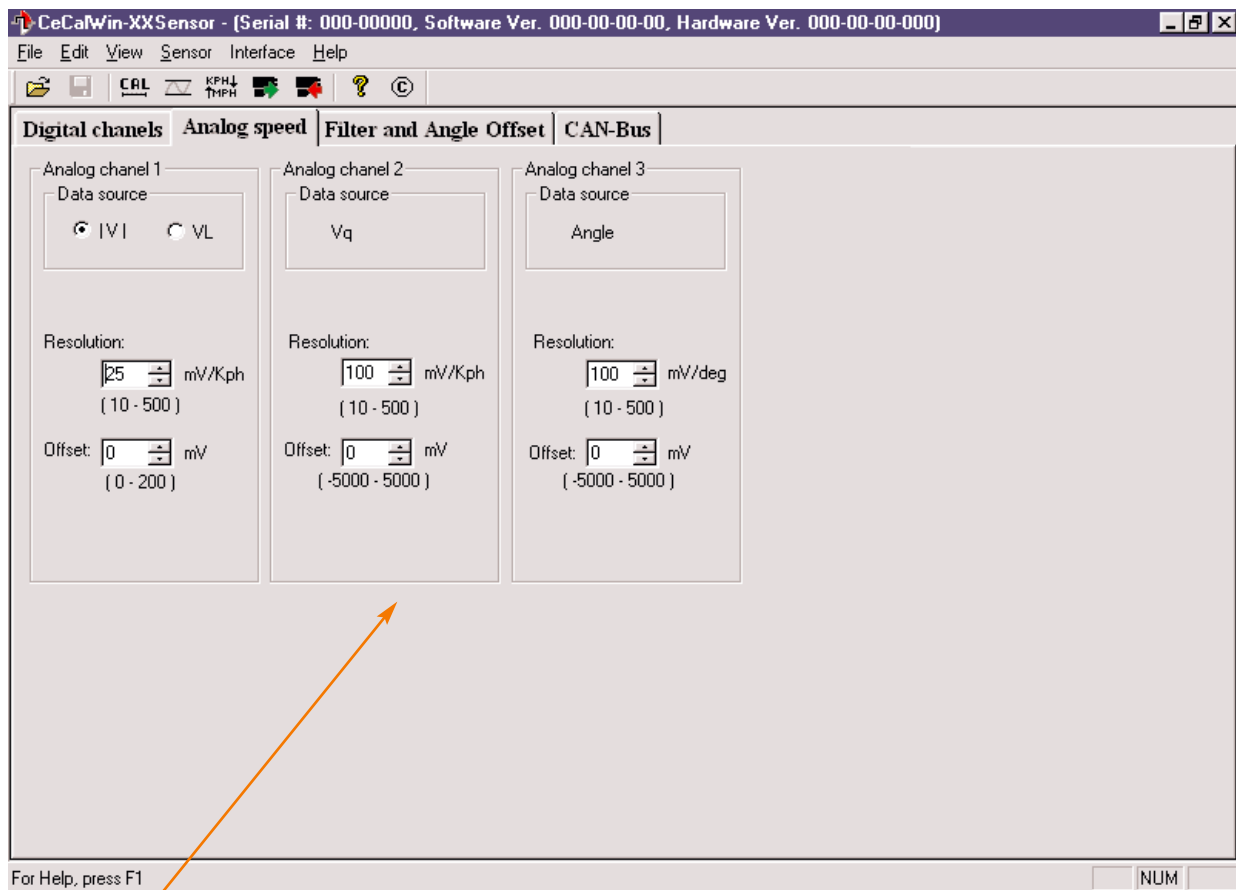 CeCalWin-XXSensor - (Serial #: 000-00000, Software Ver. 000-00-00-00, Hardware Ver. 000-00-00-000)
File Edit View Sensor Interface Help
CAL KPH MPH ? ©
Digital chanels Analog speed Filter and Angle Offset CAN-Bus
Analog chanel 1 Analog chanel 2 Analog chanel 3
Data source Data source Data source
|V| VL Vq Angle
Resolution: Resolution: Resolution:
25 mV/Kph 100 mV/Kph 100 mV/deg
( 10 - 500 ) ( 10 - 500 ) ( 10 - 500 )
Offset: 0 mV Offset: 0 mV Offset: 0 mV
( 0 - 200 ) ( -5000 - 5000 ) ( -5000 - 5000 )
For Help, press F1 NUM